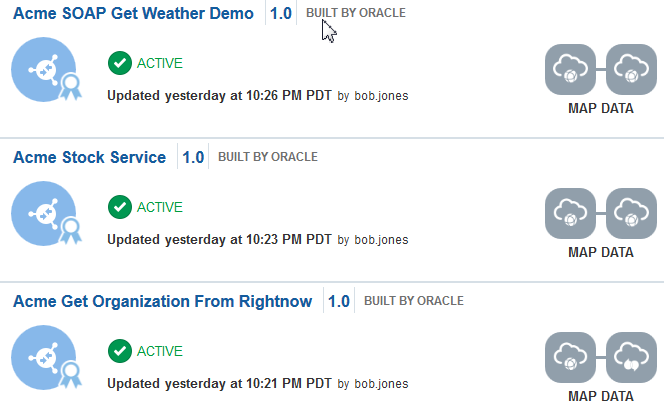 Acme SOAP Get Weather Demo 1.0 BUILT BY ORACLE
ACTIVE
Updated yesterday at 10:26 PM PDT by bob.jones
MAP DATA
Acme Stock Service 1.0 BUILT BY ORACLE
ACTIVE
Updated yesterday at 10:23 PM PDT by bob.jones
MAP DATA
Acme Get Organization From Rightnow 1.0 BUILT BY ORACLE
ACTIVE
Updated yesterday at 10:21 PM PDT by bob.jones
MAP DATA